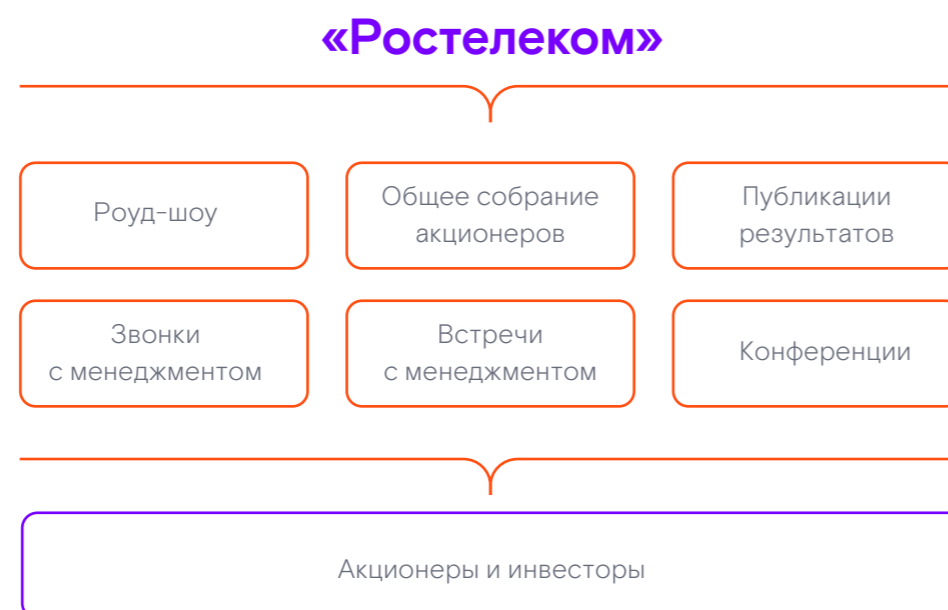 «Ростелеком»
Роуд-шоу
Общее собрание
акционеров
Публикации
результатов
Звонки
с менеджментом
Встречи
с менеджментом
Конференции
Акционеры и инвесторы